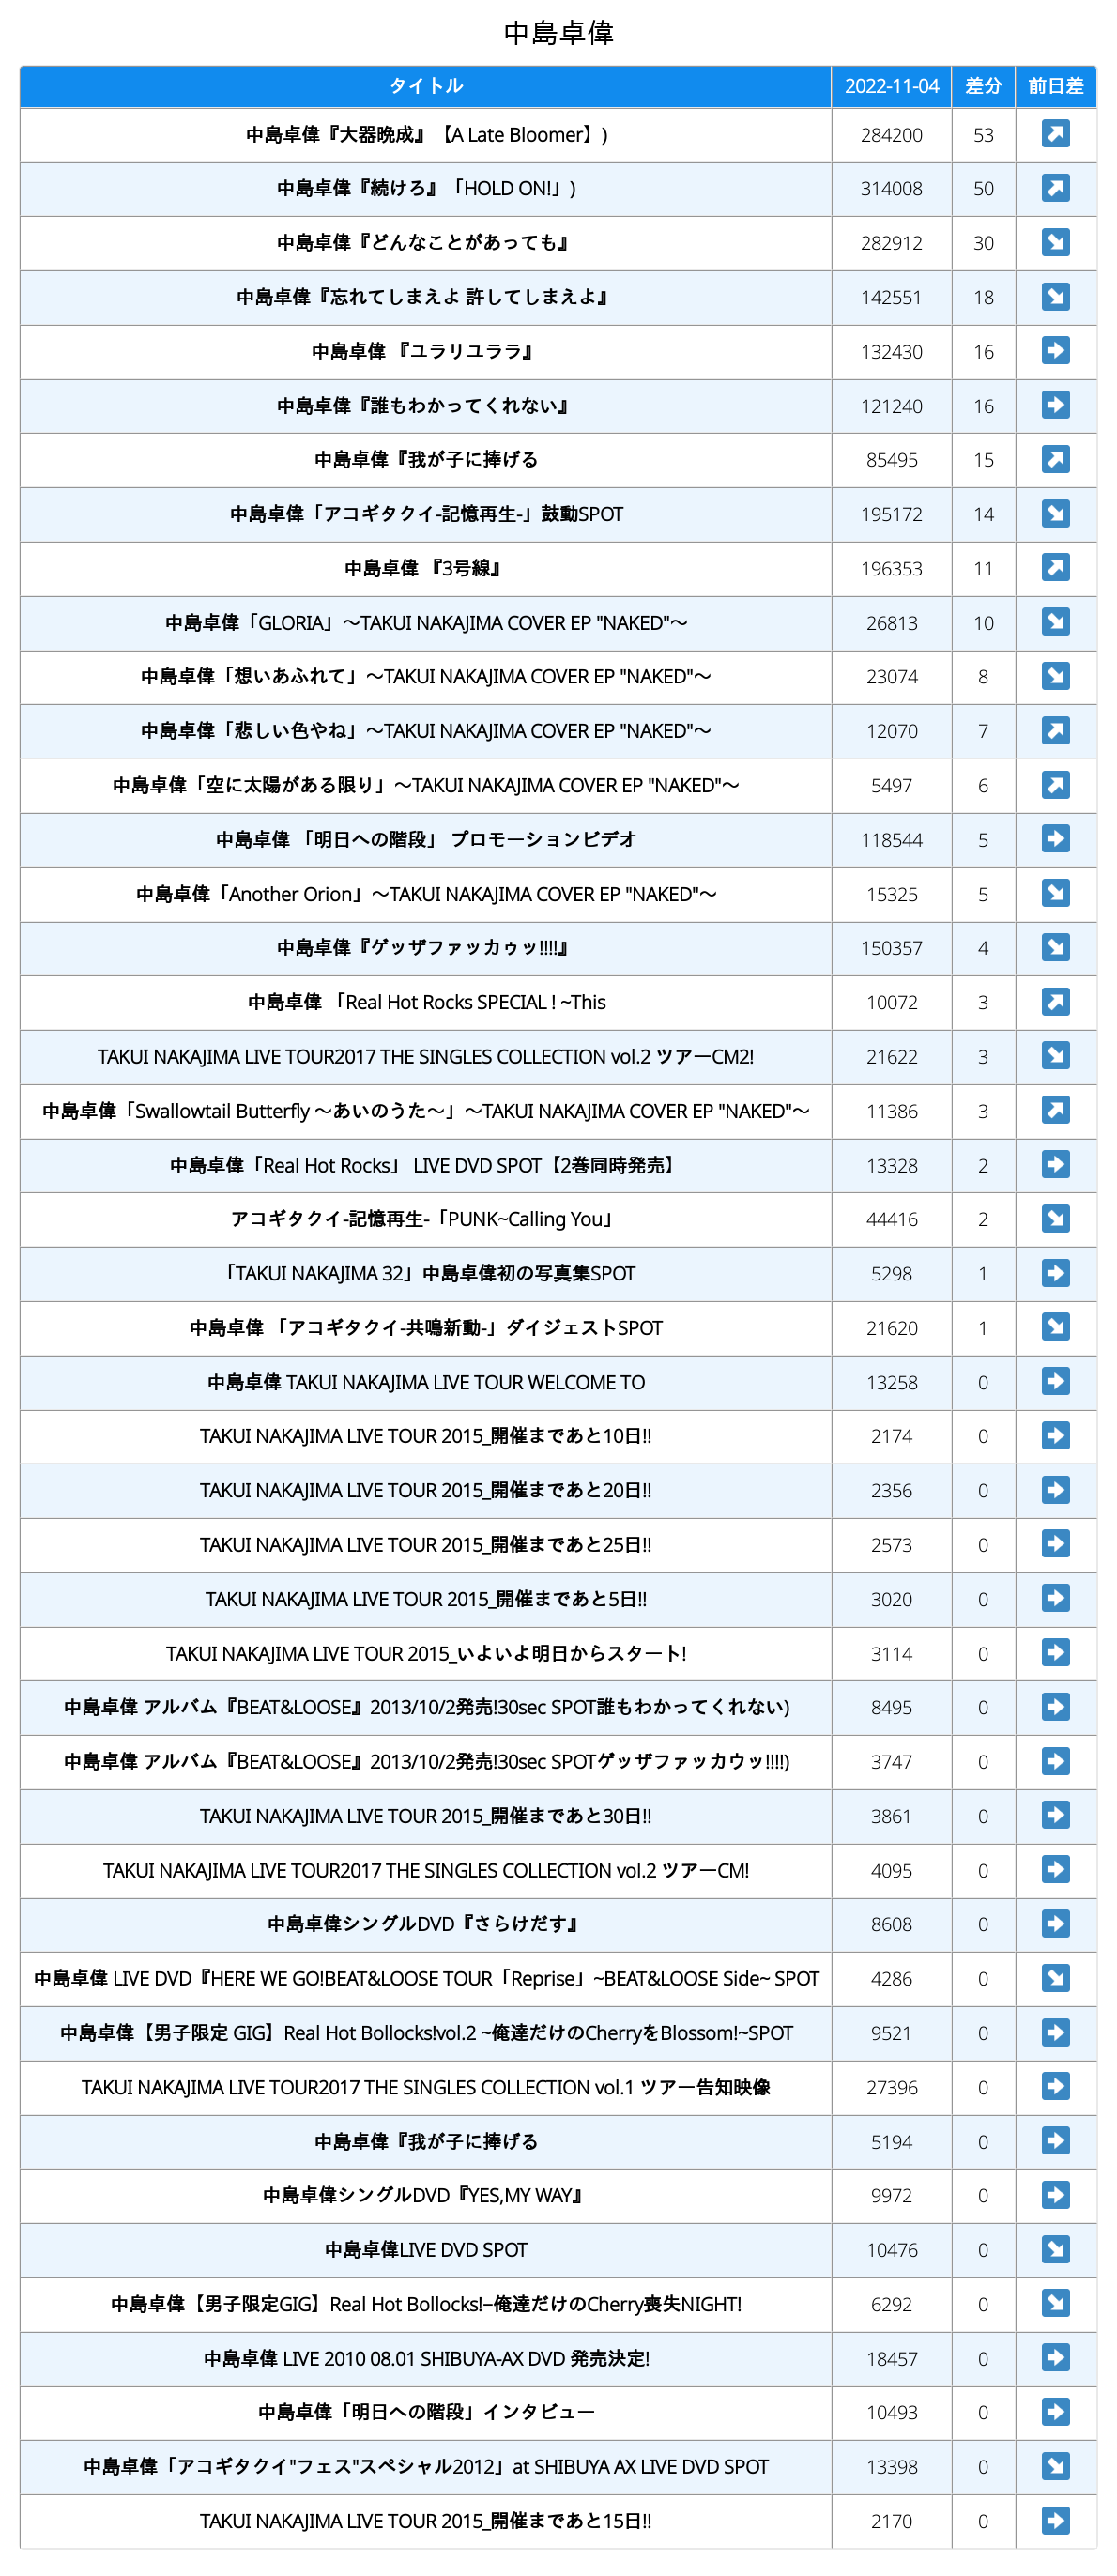 中島卓偉
タイトル 2022-11-04 差分 前日差
中島卓偉『大器晩成』【A Late Bloomer】) 284200 53 ↗
中島卓偉『続けろ』「HOLD ON!」) 314008 50 ↗
中島卓偉『どんなことがあっても』 282912 30 ↘
中島卓偉『忘れてしまえよ 許してしまえよ』 142551 18 ↘
中島卓偉 『ユラリユララ』 132430 16 ➡
中島卓偉『誰もわかってくれない』 121240 16 ➡
中島卓偉『我が子に捧げる 85495 15 ↗
中島卓偉「アコギタクイ-記憶再生-」鼓動SPOT 195172 14 ↘
中島卓偉 『3号線』 196353 11 ↗
中島卓偉「GLORIA」〜TAKUI NAKAJIMA COVER EP "NAKED"〜 26813 10 ↘
中島卓偉「想いあふれて」〜TAKUI NAKAJIMA COVER EP "NAKED"〜 23074 8 ↘
中島卓偉「悲しい色やね」〜TAKUI NAKAJIMA COVER EP "NAKED"〜 12070 7 ↗
中島卓偉「空に太陽がある限り」〜TAKUI NAKAJIMA COVER EP "NAKED"〜 5497 6 ↗
中島卓偉 「明日への階段」 プロモーションビデオ 118544 5 ➡
中島卓偉「Another Orion」〜TAKUI NAKAJIMA COVER EP "NAKED"〜 15325 5 ↘
中島卓偉『ゲッザファッカゥッ!!!!』 150357 4 ↘
中島卓偉 「Real Hot Rocks SPECIAL ! ~This 10072 3 ↗
TAKUI NAKAJIMA LIVE TOUR2017 THE SINGLES COLLECTION vol.2 ツアーCM2! 21622 3 ↘
中島卓偉「Swallowtail Butterfly 〜あいのうた〜」〜TAKUI NAKAJIMA COVER EP "NAKED"〜 11386 3 ↗
中島卓偉「Real Hot Rocks」 LIVE DVD SPOT【2巻同時発売】 13328 2 ➡
アコギタクイ-記憶再生-「PUNK~Calling You」 44416 2 ↘
「TAKUI NAKAJIMA 32」中島卓偉初の写真集SPOT 5298 1 ➡
中島卓偉 「アコギタクイ-共鳴新動-」ダイジェストSPOT 21620 1 ↘
中島卓偉 TAKUI NAKAJIMA LIVE TOUR WELCOME TO 13258 0 ➡
TAKUI NAKAJIMA LIVE TOUR 2015_開催まであと10日!! 2174 0 ➡
TAKUI NAKAJIMA LIVE TOUR 2015_開催まであと20日!! 2356 0 ➡
TAKUI NAKAJIMA LIVE TOUR 2015_開催まであと25日!! 2573 0 ➡
TAKUI NAKAJIMA LIVE TOUR 2015_開催まであと5日!! 3020 0 ➡
TAKUI NAKAJIMA LIVE TOUR 2015_いよいよ明日からスタート! 3114 0 ➡
中島卓偉 アルバム『BEAT&LOOSE』2013/10/2発売!30sec SPOT誰もわかってくれない) 8495 0 ➡
中島卓偉 アルバム『BEAT&LOOSE』2013/10/2発売!30sec SPOTゲッザファッカウッ!!!!) 3747 0 ➡
TAKUI NAKAJIMA LIVE TOUR 2015_開催まであと30日!! 3861 0 ➡
TAKUI NAKAJIMA LIVE TOUR2017 THE SINGLES COLLECTION vol.2 ツアーCM! 4095 0 ➡
中島卓偉シングルDVD『さらけだす』 8608 0 ➡
中島卓偉 LIVE DVD『HERE WE GO!BEAT&LOOSE TOUR「Reprise」~BEAT&LOOSE Side~ SPOT 4286 0 ↘
中島卓偉【男子限定 GIG】Real Hot Bollocks!vol.2 ~俺達だけのCherryをBlossom!~SPOT 9521 0 ➡
TAKUI NAKAJIMA LIVE TOUR2017 THE SINGLES COLLECTION vol.1 ツアー告知映像 27396 0 ➡
中島卓偉『我が子に捧げる 5194 0 ➡
中島卓偉シングルDVD『YES,MY WAY』 9972 0 ➡
中島卓偉LIVE DVD SPOT 10476 0 ↘
中島卓偉【男子限定GIG】Real Hot Bollocks!−俺達だけのCherry喪失NIGHT! 6292 0 ↘
中島卓偉 LIVE 2010 08.01 SHIBUYA-AX DVD 発売決定! 18457 0 ➡
中島卓偉「明日への階段」インタビュー 10493 0 ➡
中島卓偉「アコギタクイ"フェス"スペシャル2012」at SHIBUYA AX LIVE DVD SPOT 13398 0 ↘
TAKUI NAKAJIMA LIVE TOUR 2015_開催まであと15日!! 2170 0 ➡